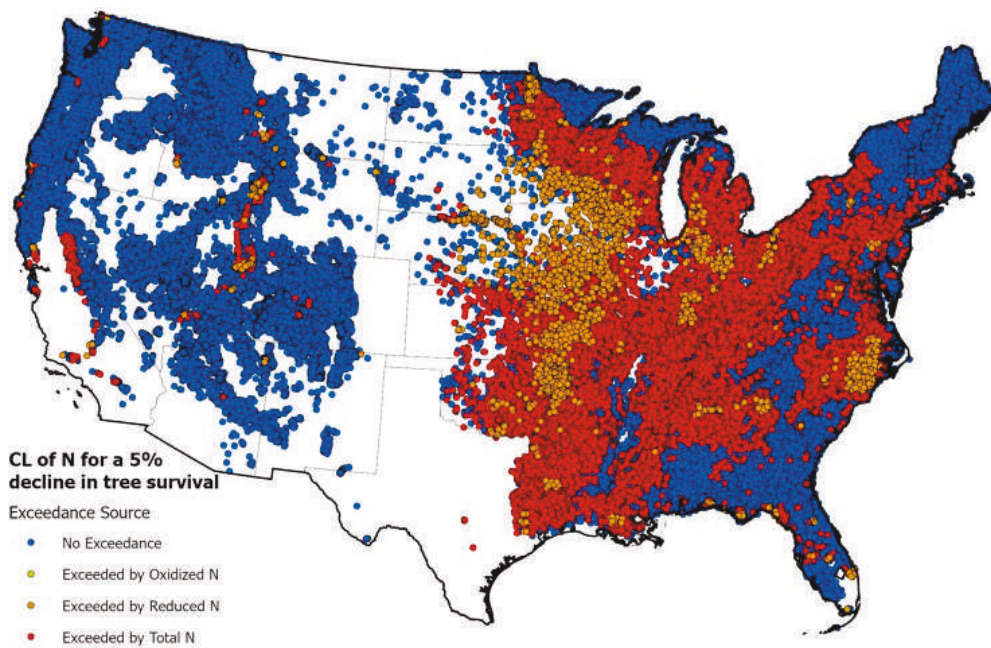 CL of N for a 5%
decline in tree survival
Exceedance Source
No Exceedance
Exceeded by Oxidized N
Exceeded by Reduced N
Exceeded by Total N